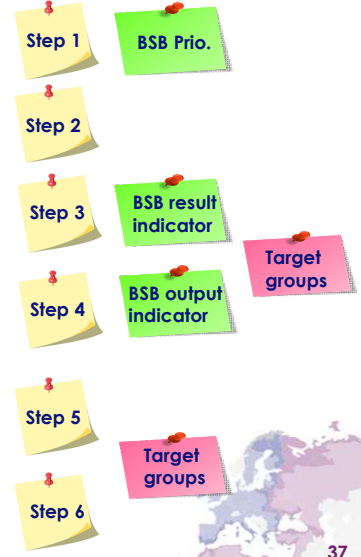 Step 1
BSB Prio.
Step 2
Step 3
BSB result
indicator
Target
groups
Step 4
BSB output
indicator
Step 5
Target
groups
Step 6
37